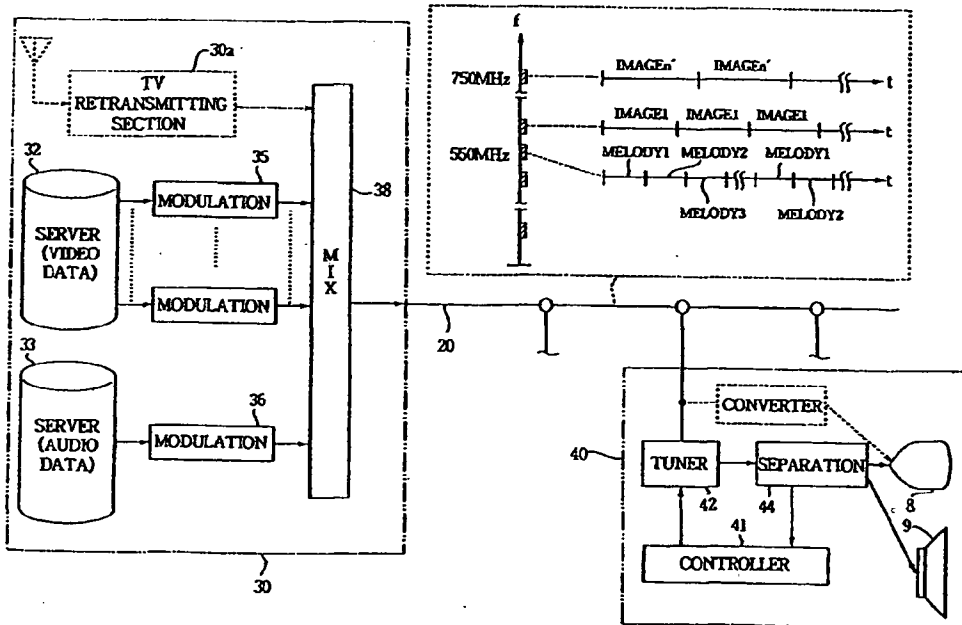 30a
TV
RETRANSMITTING
SECTION
32
SERVER
(VIDEO
DATA)
35
MODULATION
MODULATION
38
MIX
33
SERVER
(AUDIO
DATA)
36
MODULATION
30
20
f
750MHz
IMAGEn'
IMAGEn'
t
IMAGE1
IMAGE1
IMAGE1
t
550MHz
MELODY1
MELODY2
MELODY1
t
MELODY3
MELODY2
CONVERTER
40
TUNER
SEPARATION
42
44
8
41
9
CONTROLLER